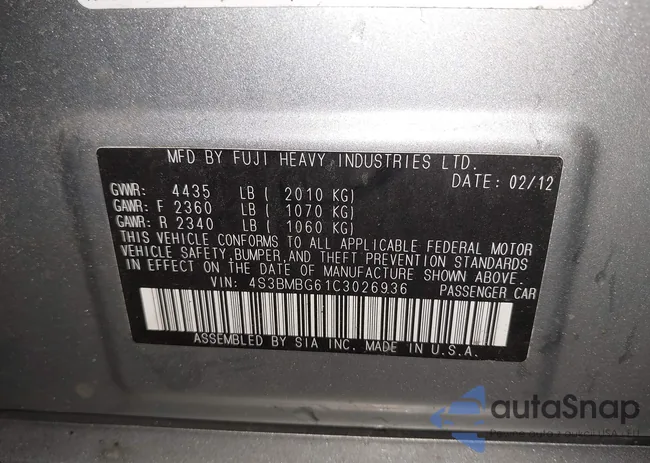 MFD BY FUJI HEAVY INDUSTRIES LTD.
DATE: 02/12
GVWR: 4435 LB ( 2010 KG)
GAWR: F 2360 LB ( 1070 KG)
GAWR: R 2340 LB ( 1060 KG)
THIS VEHICLE CONFORMS TO ALL APPLICABLE FEDERAL MOTOR
VEHICLE SAFETY, BUMPER, AND THEFT PREVENTION STANDARDS
IN EFFECT ON THE DATE OF MANUFACTURE SHOWN ABOVE.
VIN: 4S3BMBG61C3026936 PASSENGER CAR
ASSEMBLED BY SIA INC. MADE IN U.S.A.
autaSnap